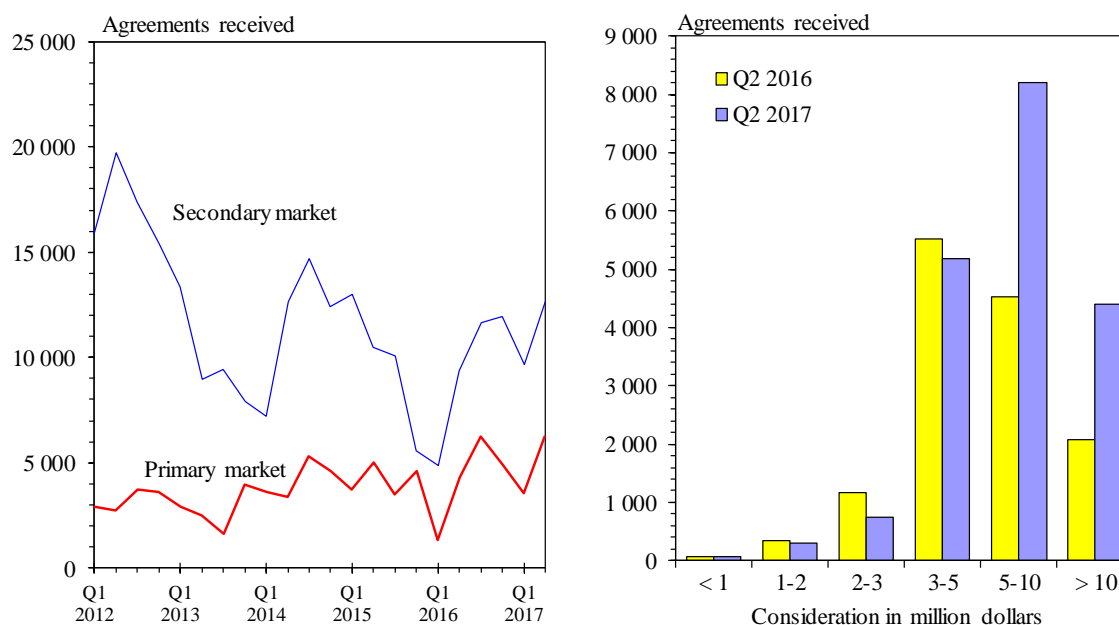 Agreements received
25 000
20 000
15 000
10 000
5 000
0
Secondary market
Primary market
Q1 Q1 Q1 Q1 Q1 Q1
2012 2013 2014 2015 2016 2017
Agreements received
9 000
8 000
7 000
6 000
5 000
4 000
3 000
2 000
1 000
0
Q2 2016
Q2 2017
< 1 1-2 2-3 3-5 5-10 > 10
Consideration in million dollars